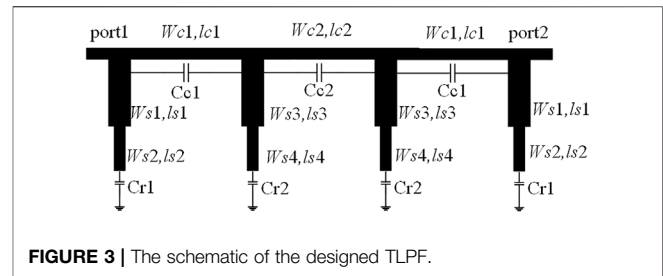 port1 Wc1,lc1 Wc2,lc2 Wc1,lc1 port2
Cc1 Cc2 Cc1
Ws1,ls1 Ws3,ls3 Ws3,ls3 Ws1,ls1
Ws2,ls2 Ws4,ls4 Ws4,ls4 Ws2,ls2
Cr1 Cr2 Cr2 Cr1
FIGURE 3 | The schematic of the designed TLPF.